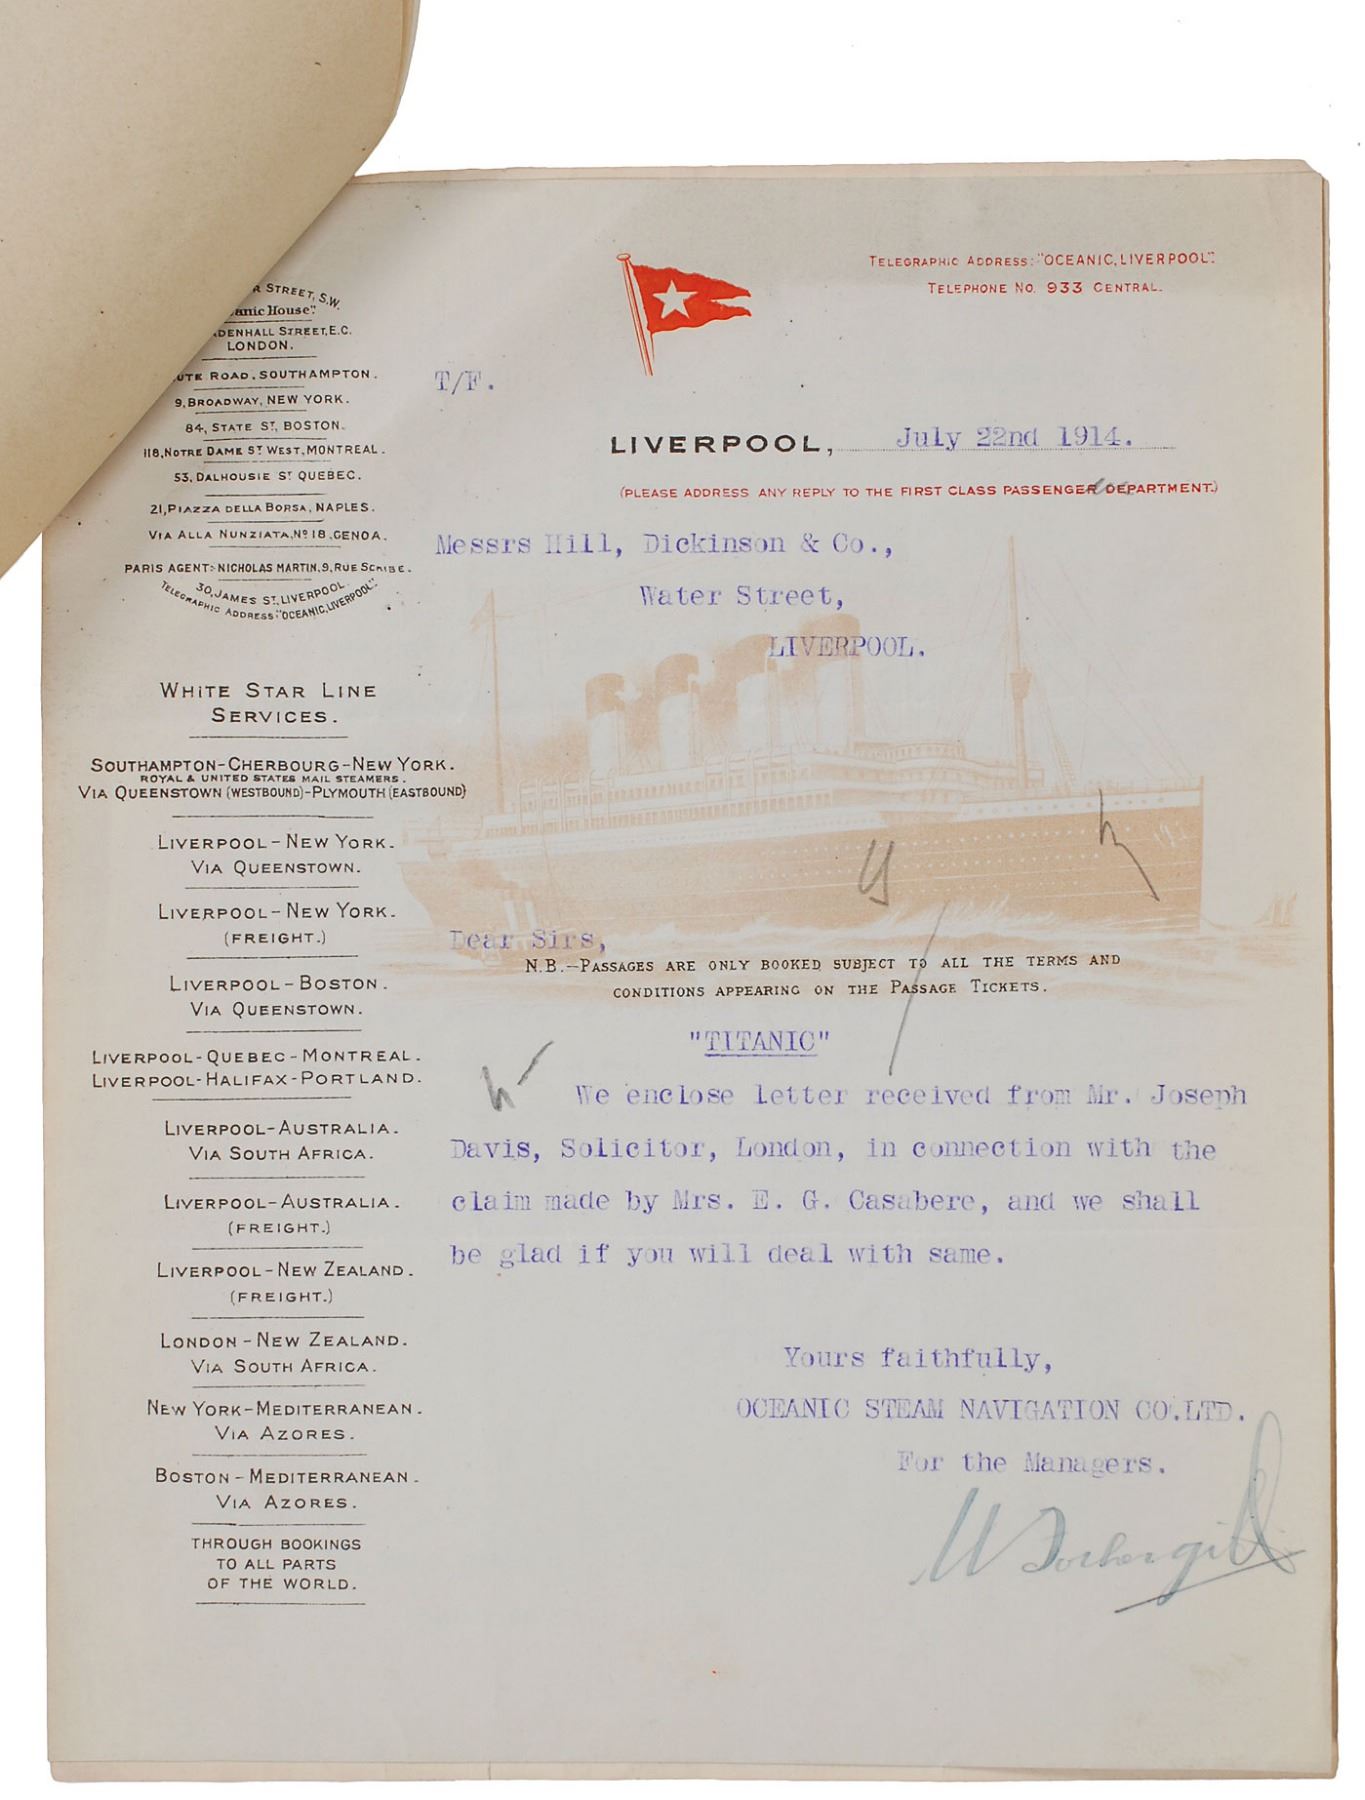 TELEGRAPHIC ADDRESS: "OCEANIC, LIVERPOOL".
TELEPHONE No. 933 CENTRAL.
STREET, S.W.
LEADENHALL STREET, E.C.
LONDON.
ROAD, SOUTHAMPTON.
9, BROADWAY, NEW YORK.
84, STATE ST, BOSTON.
118, NOTRE DAME ST WEST, MONTREAL.
53, DALHOUSIE ST QUEBEC.
21, PIAZZA DELLA BORSA, NAPLES.
VIA ALLA NUNZIATA, No 18, GENOA.
PARIS AGENT:- NICHOLAS MARTIN, 9, RUE SCRIBE.
30, JAMES ST, LIVERPOOL.
TELEGRAPHIC ADDRESS: "OCEANIC, LIVERPOOL".
WHITE STAR LINE
SERVICES.
SOUTHAMPTON-CHERBOURG-NEW YORK.
ROYAL & UNITED STATES MAIL STEAMERS.
VIA QUEENSTOWN (WESTBOUND)-PLYMOUTH (EASTBOUND)
LIVERPOOL-NEW YORK.
VIA QUEENSTOWN.
LIVERPOOL-NEW YORK.
(FREIGHT.)
LIVERPOOL-BOSTON.
VIA QUEENSTOWN.
LIVERPOOL-QUEBEC-MONTREAL.
LIVERPOOL-HALIFAX-PORTLAND.
LIVERPOOL-AUSTRALIA.
VIA SOUTH AFRICA.
LIVERPOOL-AUSTRALIA.
(FREIGHT.)
LIVERPOOL-NEW ZEALAND.
(FREIGHT.)
LONDON-NEW ZEALAND.
VIA SOUTH AFRICA.
NEW YORK-MEDITERRANEAN.
VIA AZORES.
BOSTON-MEDITERRANEAN.
VIA AZORES.
THROUGH BOOKINGS
TO ALL PARTS
OF THE WORLD.
T/F.
LIVERPOOL, July 22nd 1914.
(PLEASE ADDRESS ANY REPLY TO THE FIRST CLASS PASSENGER DEPARTMENT.)
Messrs Hill, Dickinson & Co.,
Water Street,
LIVERPOOL.
Dear Sirs,
N.B.-PASSAGES ARE ONLY BOOKED SUBJECT TO ALL THE TERMS AND
CONDITIONS APPEARING ON THE PASSAGE TICKETS.
"TITANIC"
We enclose letter received from Mr. Joseph
Davis, Solicitor, London, in connection with the
claim made by Mrs. E. G. Casabere, and we shall
be glad if you will deal with same.
Yours faithfully,
OCEANIC STEAM NAVIGATION CO.LTD.
For the Managers.